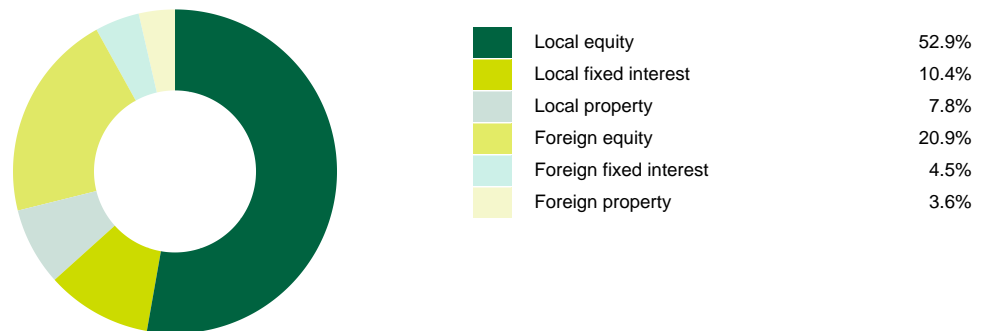 Local equity 52.9%
Local fixed interest 10.4%
Local property 7.8%
Foreign equity 20.9%
Foreign fixed interest 4.5%
Foreign property 3.6%